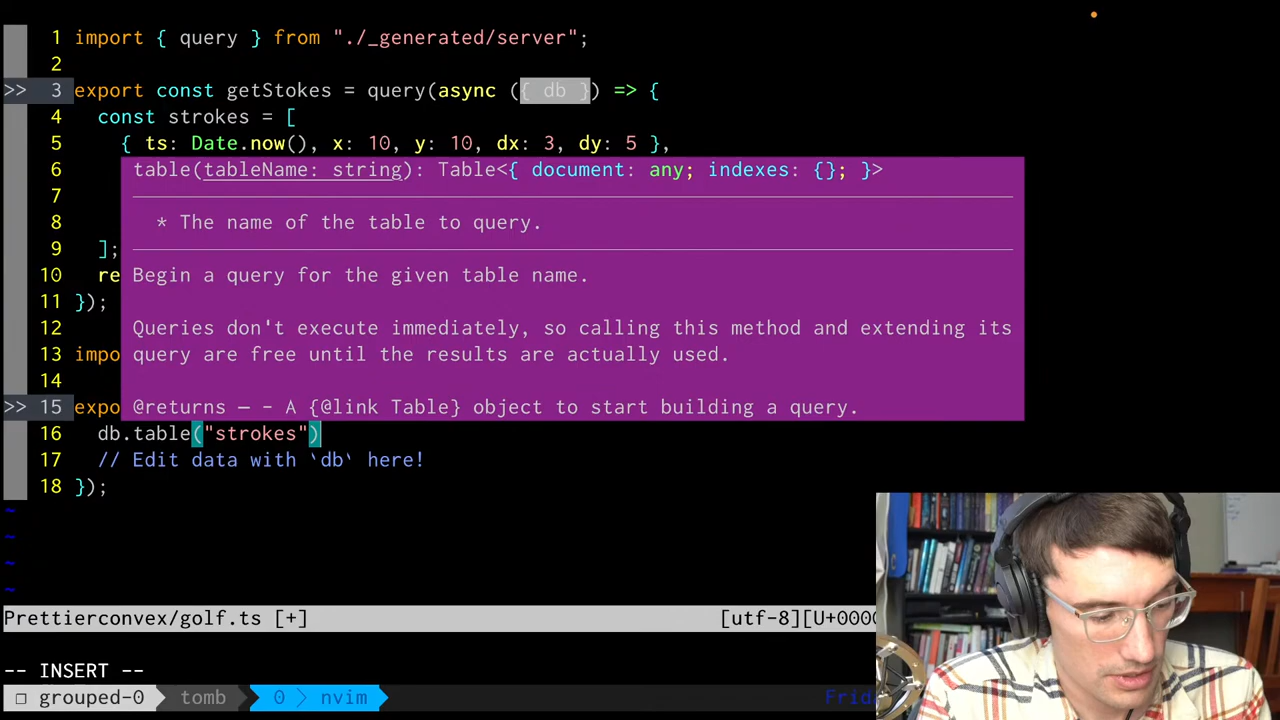 1 import { query } from "./_generated/server";
2
>> 3 export const getStokes = query(async ({ db }) => {
4 const strokes = [
5 { ts: Date.now(), x: 10, y: 10, dx: 3, dy: 5 },
6 table(tableName: string): Table<{ document: any; indexes: {}; }>
7
8 * The name of the table to query.
9 ];
10 re Begin a query for the given table name.
11 });
12 Queries don't execute immediately, so calling this method and extending its
13 impo query are free until the results are actually used.
14
>> 15 expo @returns — - A {@link Table} object to start building a query.
16 db.table("strokes")
17 // Edit data with `db` here!
18 });
~
~
~
~
Prettierconvex/golf.ts [+] [utf-8][U+0000
-- INSERT --
❐ grouped-0 tomb 0 > nvim Frid